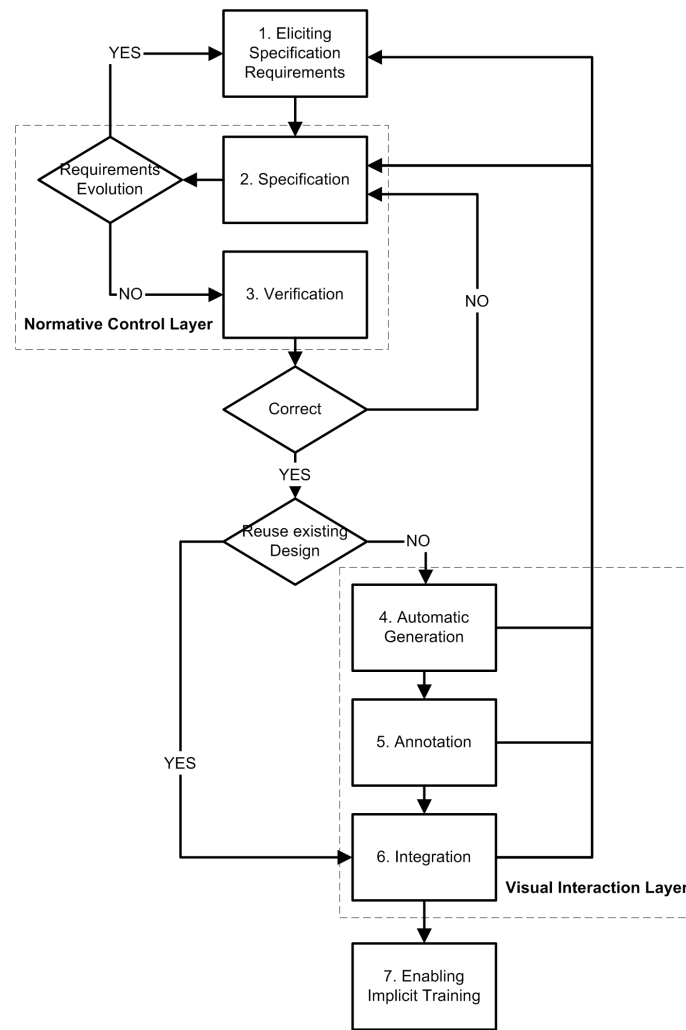 YES
1. Eliciting
Specification
Requirements
Requirements
Evolution
2. Specification
NO
3. Verification
Normative Control Layer
NO
Correct
YES
Reuse existing
Design
NO
4. Automatic
Generation
YES
5. Annotation
6. Integration
Visual Interaction Layer
7. Enabling
Implicit Training